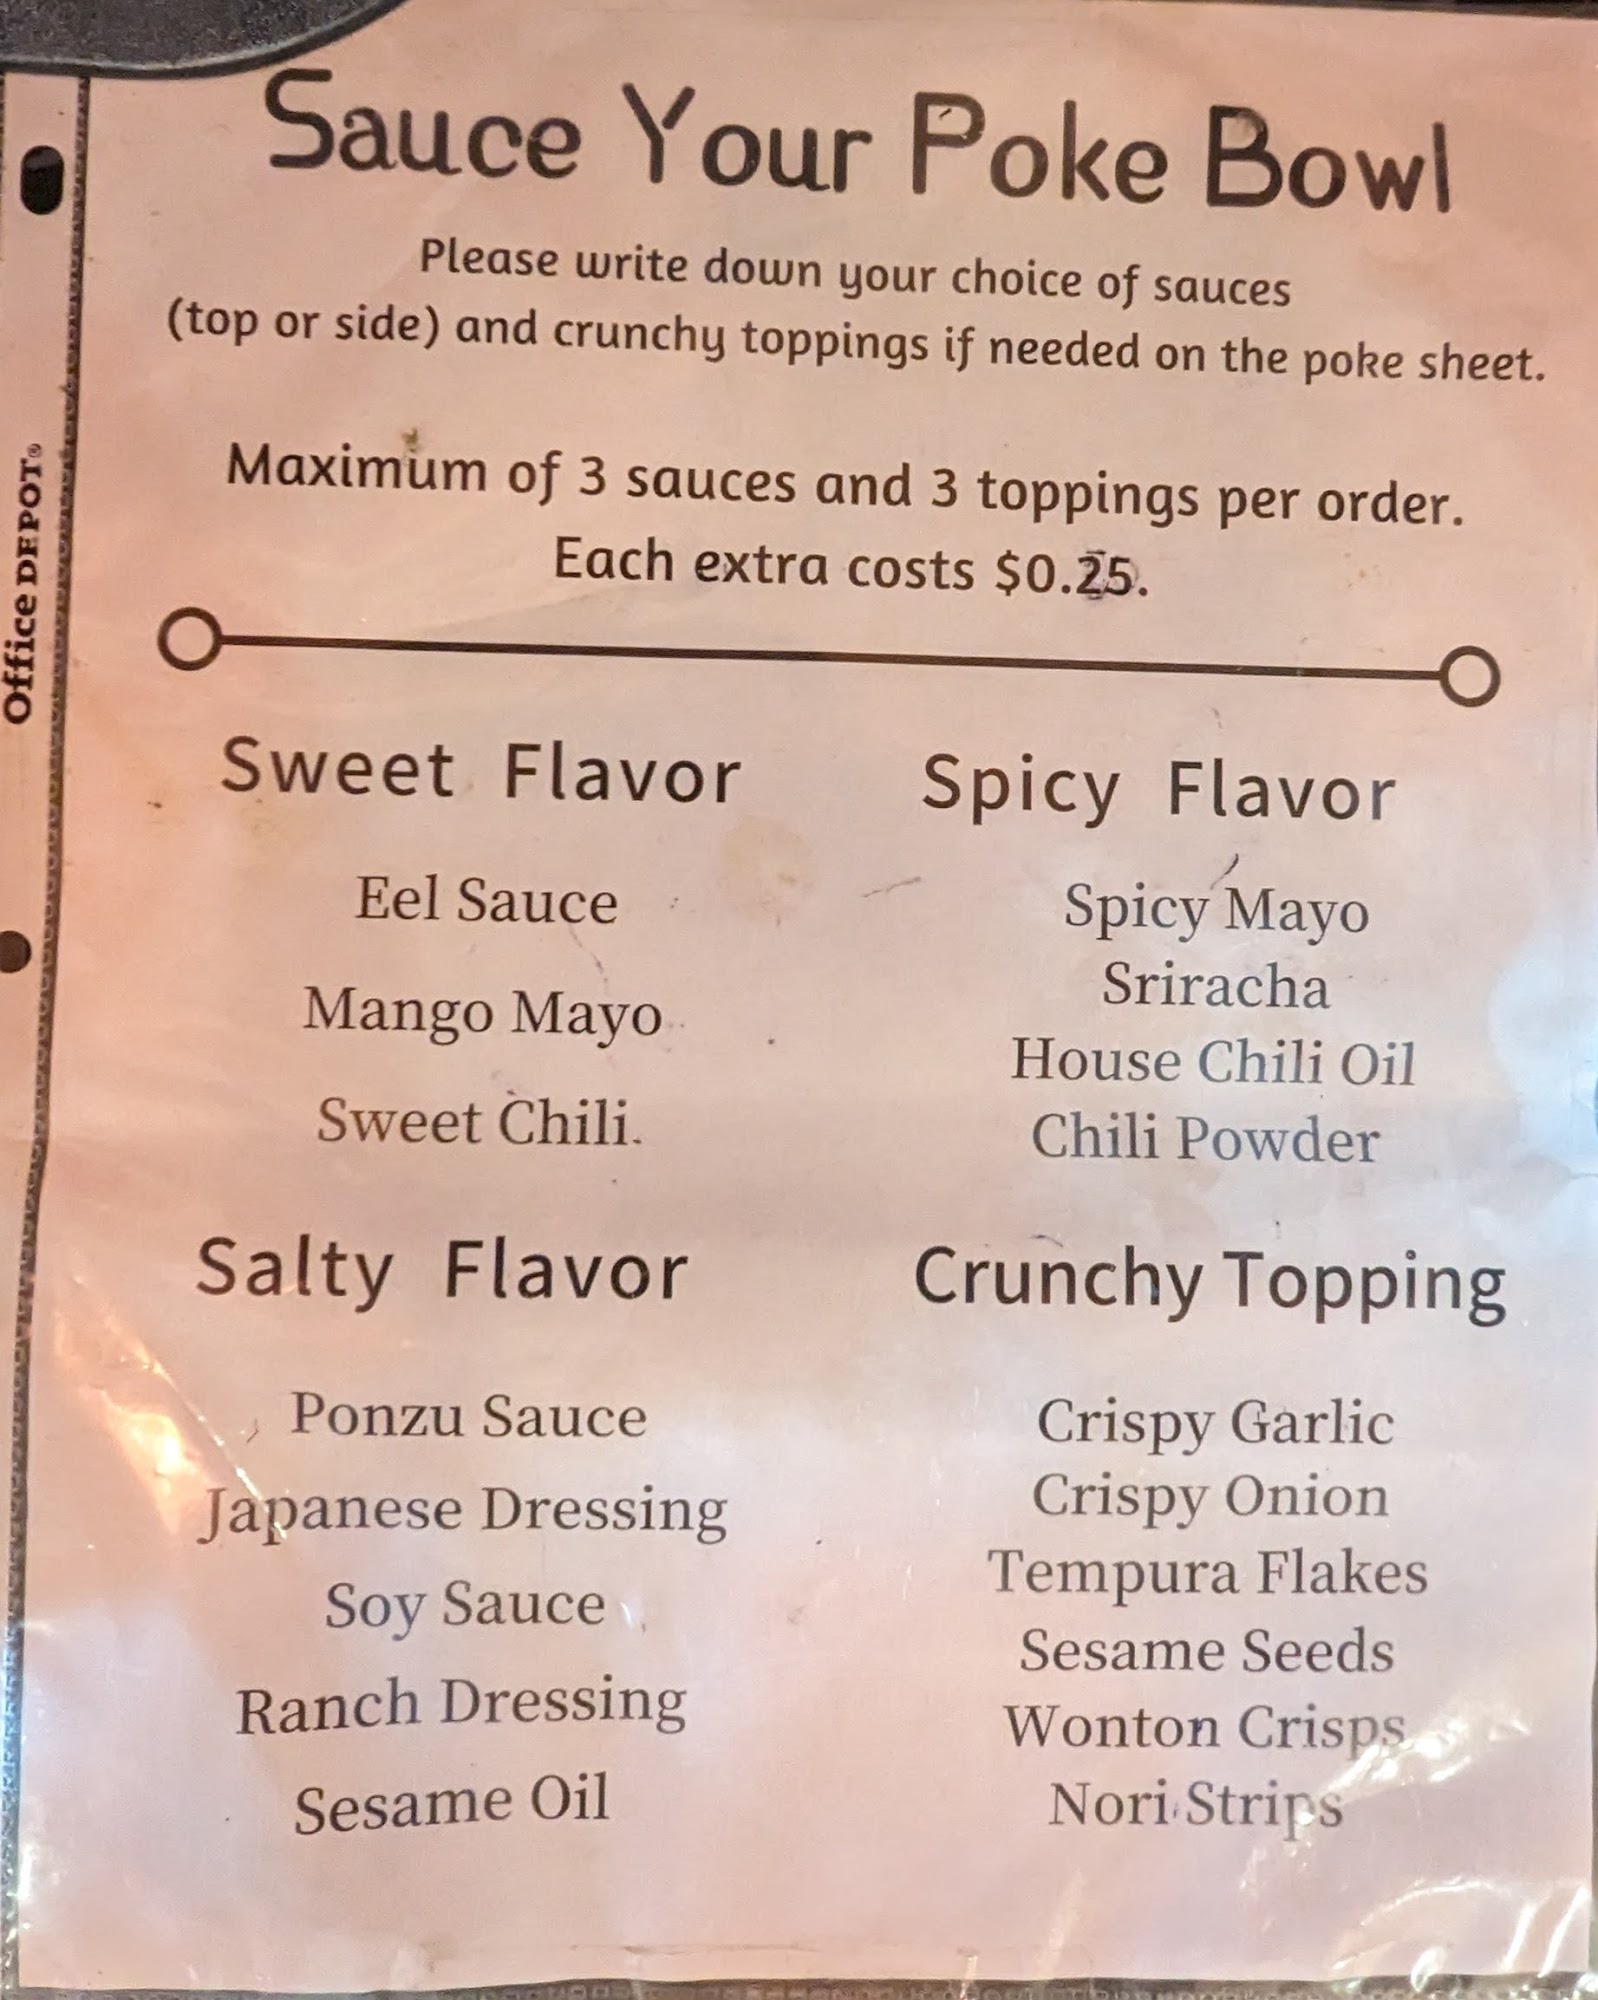 Sauce Your Poke Bowl
Please write down your choice of sauces
(top or side) and crunchy toppings if needed on the poke sheet.
Maximum of 3 sauces and 3 toppings per order.
Each extra costs $0.25.
Office DEPOT®
Sweet Flavor
Eel Sauce
Mango Mayo
Sweet Chili
Spicy Flavor
Spicy Mayo
Sriracha
House Chili Oil
Chili Powder
Salty Flavor
Ponzu Sauce
Japanese Dressing
Soy Sauce
Ranch Dressing
Sesame Oil
Crunchy Topping
Crispy Garlic
Crispy Onion
Tempura Flakes
Sesame Seeds
Wonton Crisps
Nori Strips